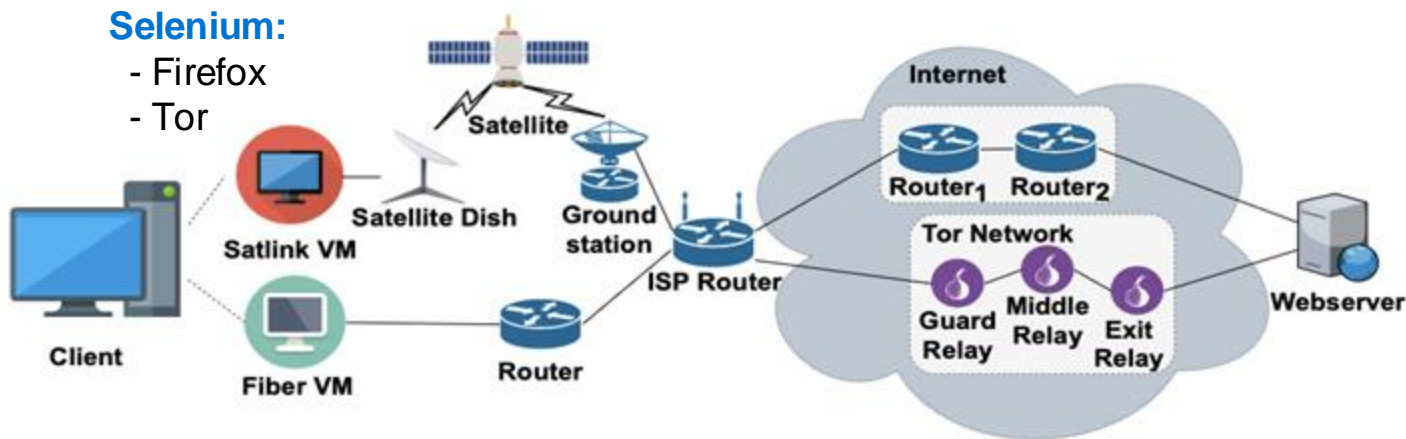 Selenium:
- Firefox
- Tor
Satellite
Internet
Router1
Router2
Satellite Dish
Ground
station
Satlink VM
ISP Router
Tor Network
Guard
Relay
Middle
Relay
Exit
Relay
Webserver
Client
Fiber VM
Router